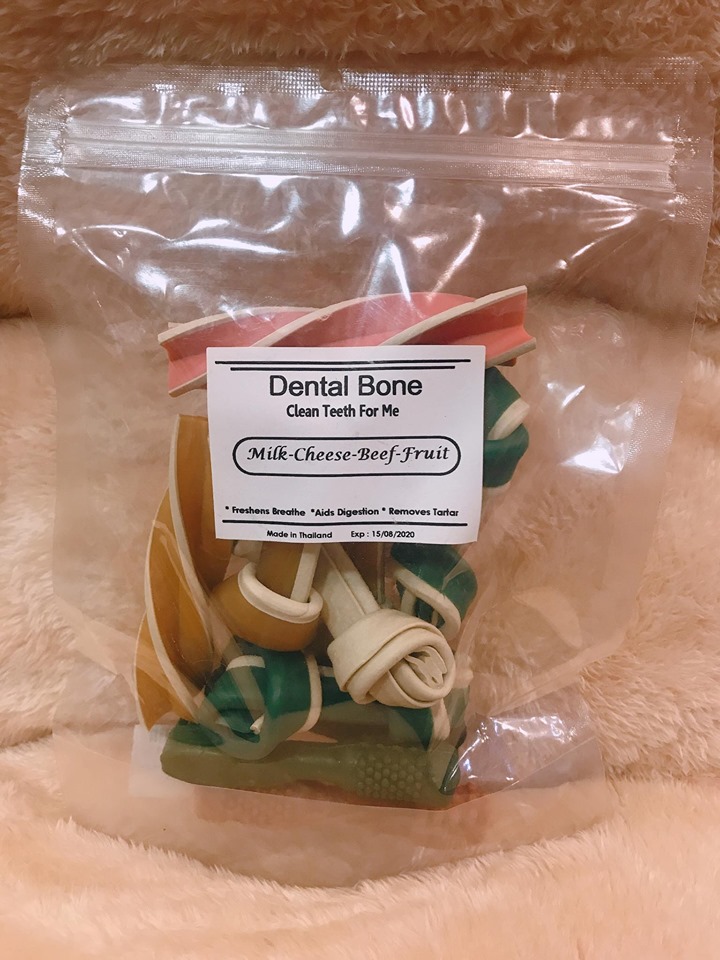 Dental Bone
Clean Teeth For Me
Milk-Cheese-Beef-Fruit
* Freshens Breathe *Aids Digestion * Removes Tartar
Made in Thailand Exp : 15/08/2020